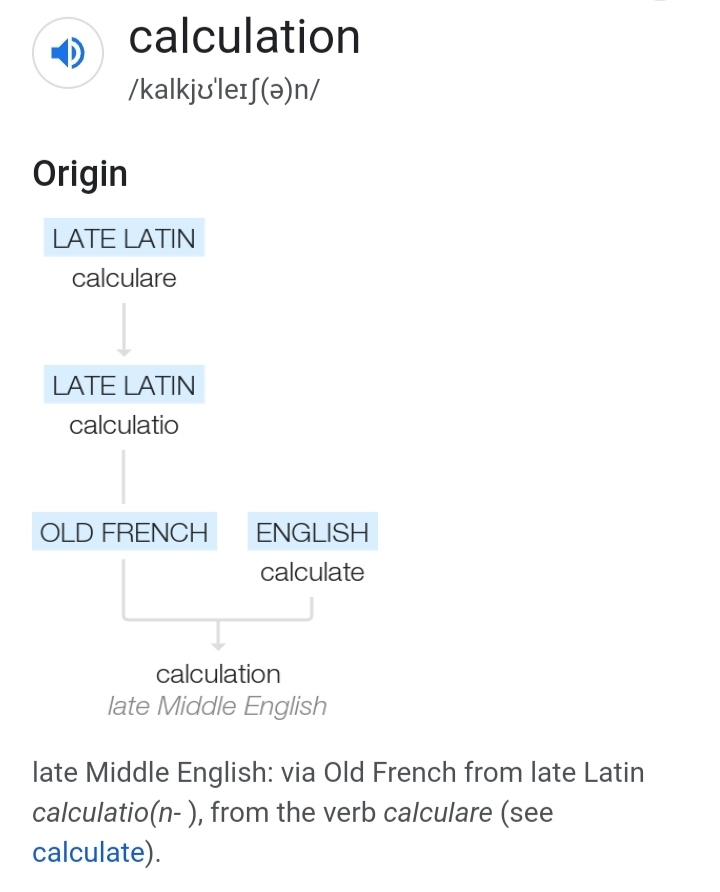 calculation
/kalkjʊˈleɪʃ(ə)n/
Origin
LATE LATIN
calculare
LATE LATIN
calculatio
OLD FRENCH
ENGLISH
calculate
calculation
late Middle English
late Middle English: via Old French from late Latin
calculatio(n- ), from the verb calculare (see
calculate).